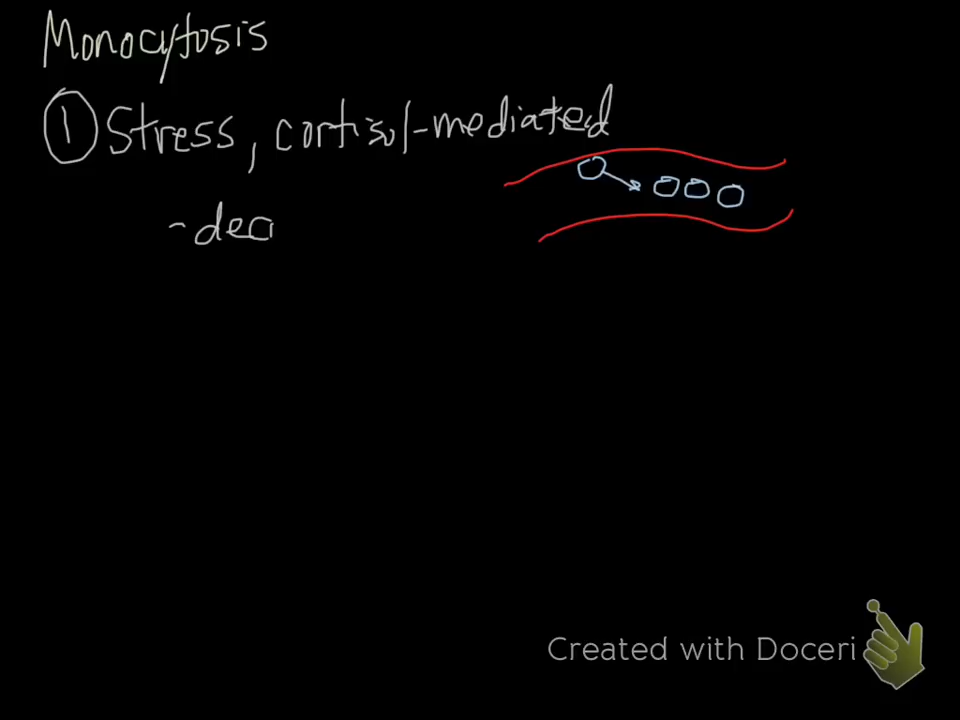 Monocytosis
① Stress, cortisol-mediated
- dec
Created with Doceri